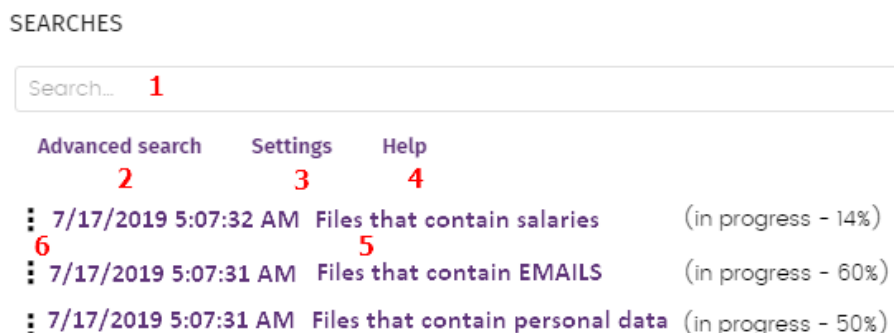 SEARCHES
Search... 1
Advanced search Settings Help
2 3 4
7/17/2019 5:07:32 AM Files that contain salaries (in progress - 14%)
6 5
7/17/2019 5:07:31 AM Files that contain EMAILS (in progress - 60%)
7/17/2019 5:07:31 AM Files that contain personal data (in progress - 50%)